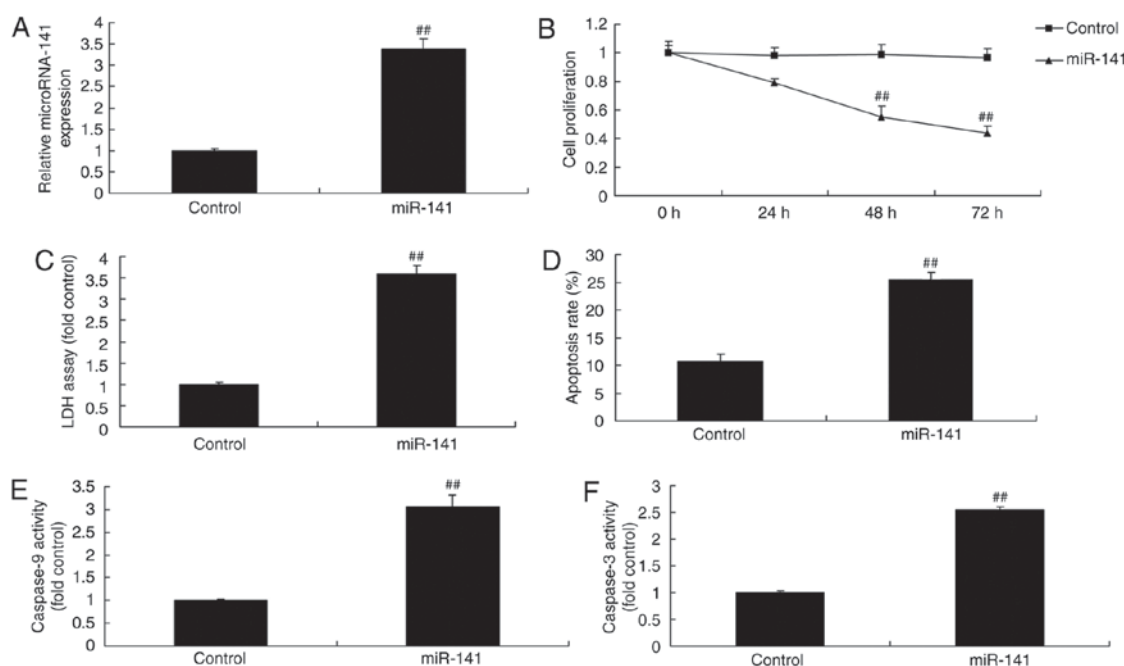 A
Relative microRNA-141
expression
4
3.5
3
2.5
2
1.5
1
0.5
0
##
Control
miR-141
B
Cell proliferation
1.2
1.0
0.8
0.6
0.4
0.2
0
##
##
0 h
24 h
48 h
72 h
Control
miR-141
C
LDH assay (fold control)
4
3.5
3
2.5
2
1.5
1
0.5
0
##
Control
miR-141
D
Apoptosis rate (%)
30
25
20
15
10
5
0
##
Control
miR-141
E
Caspase-9 activity
(fold control)
3.5
3
2.5
2
1.5
1
0.5
0
##
Control
miR-141
F
Caspase-3 activity
(fold control)
3
2.5
2
1.5
1
0.5
0
##
Control
miR-141